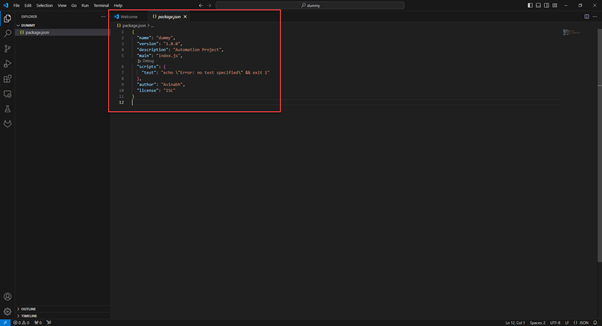 File Edit Selection View Go Run Terminal Help
dummy
EXPLORER
DUMMY
package.json
Welcome
package.json
package.json > ...
1 {
2 "name": "dummy",
3 "version": "1.0.0",
4 "description": "Automation Project",
5 "main": "index.js",
Debug
6 "scripts": {
7 "test": "echo \"Error: no test specified\" && exit 1"
8 },
9 "author": "Avinash",
10 "license": "ISC"
11 }
12
OUTLINE
TIMELINE
0 0 0
Ln 12, Col 1 Spaces: 2 UTF-8 LF {} JSON